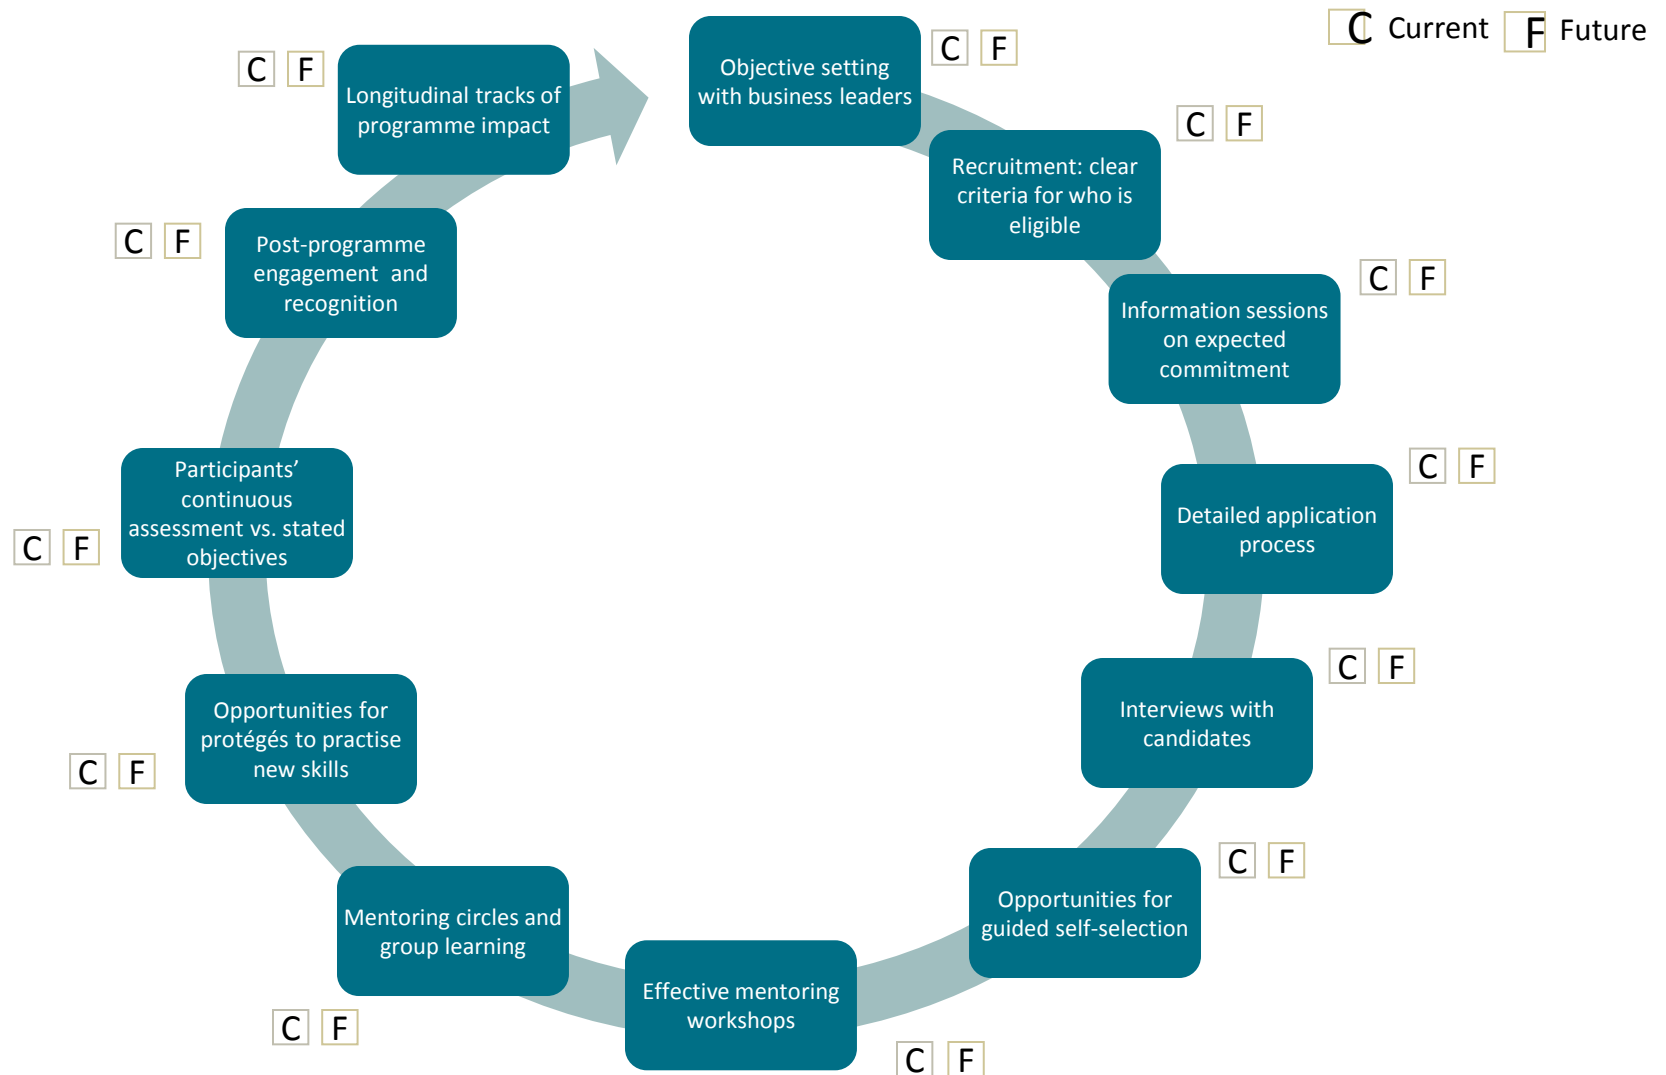 C Current F Future
Objective setting
with business leaders
C F
Recruitment: clear
criteria for who is
eligible
C F
Information sessions
on expected
commitment
C F
Detailed application
process
C F
Interviews with
candidates
C F
Opportunities for
guided self-selection
C F
Effective mentoring
workshops
C F
Mentoring circles and
group learning
C F
Opportunities for
protégés to practise
new skills
C F
Participants’
continuous
assessment vs. stated
objectives
C F
Post-programme
engagement and
recognition
C F
Longitudinal tracks of
programme impact
C F